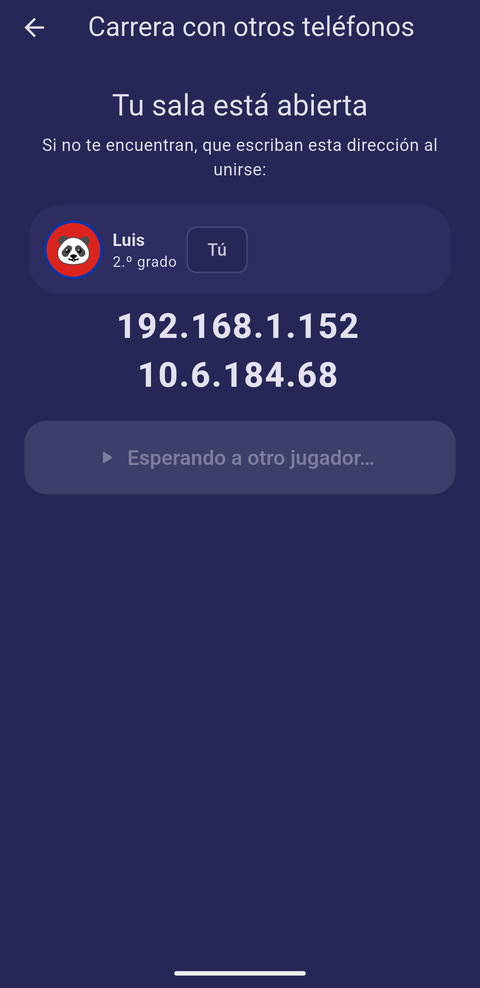 Carrera con otros teléfonos
Tu sala está abierta
Si no te encuentran, que escriban esta dirección al
unirse:
Luis
2.º grado
Tú
192.168.1.152
10.6.184.68
Esperando a otro jugador…